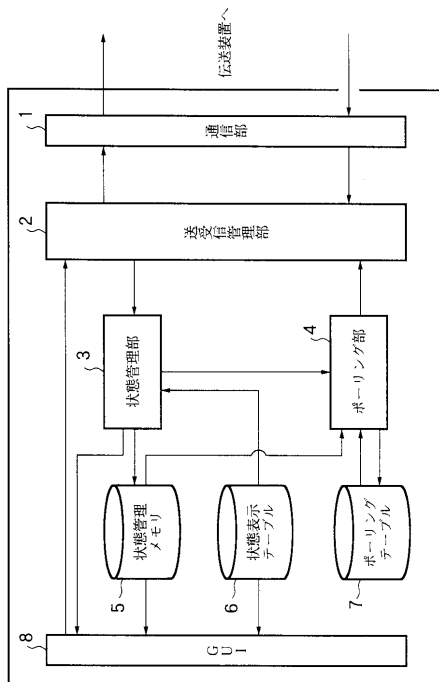 伝送装置へ
1
通信部
2
送受信管理部
3
状態管理部
4
ポーリング部
状態管理
メモリ
5
状態表示
テーブル
6
ポーリング
テーブル
7
8
GUI